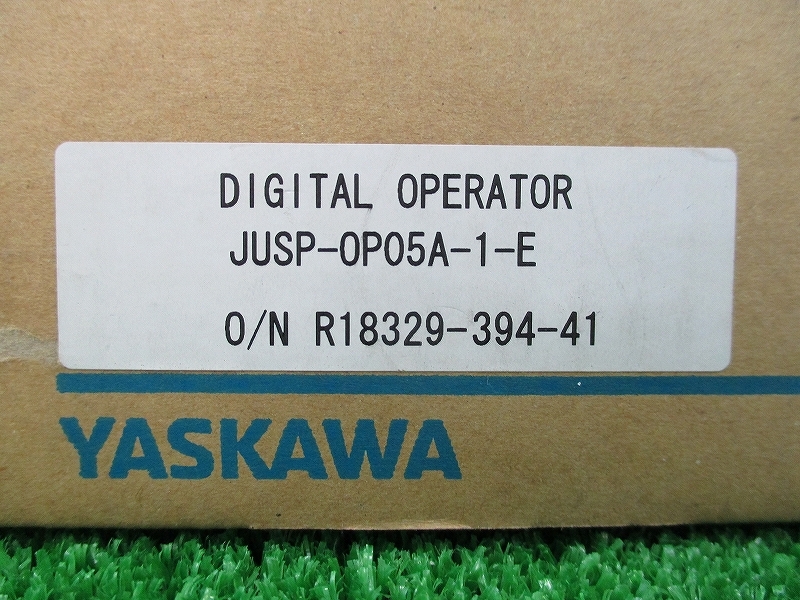 DIGITAL OPERATOR
JUSP-OP05A-1-E
O/N R18329-394-41
YASKAWA